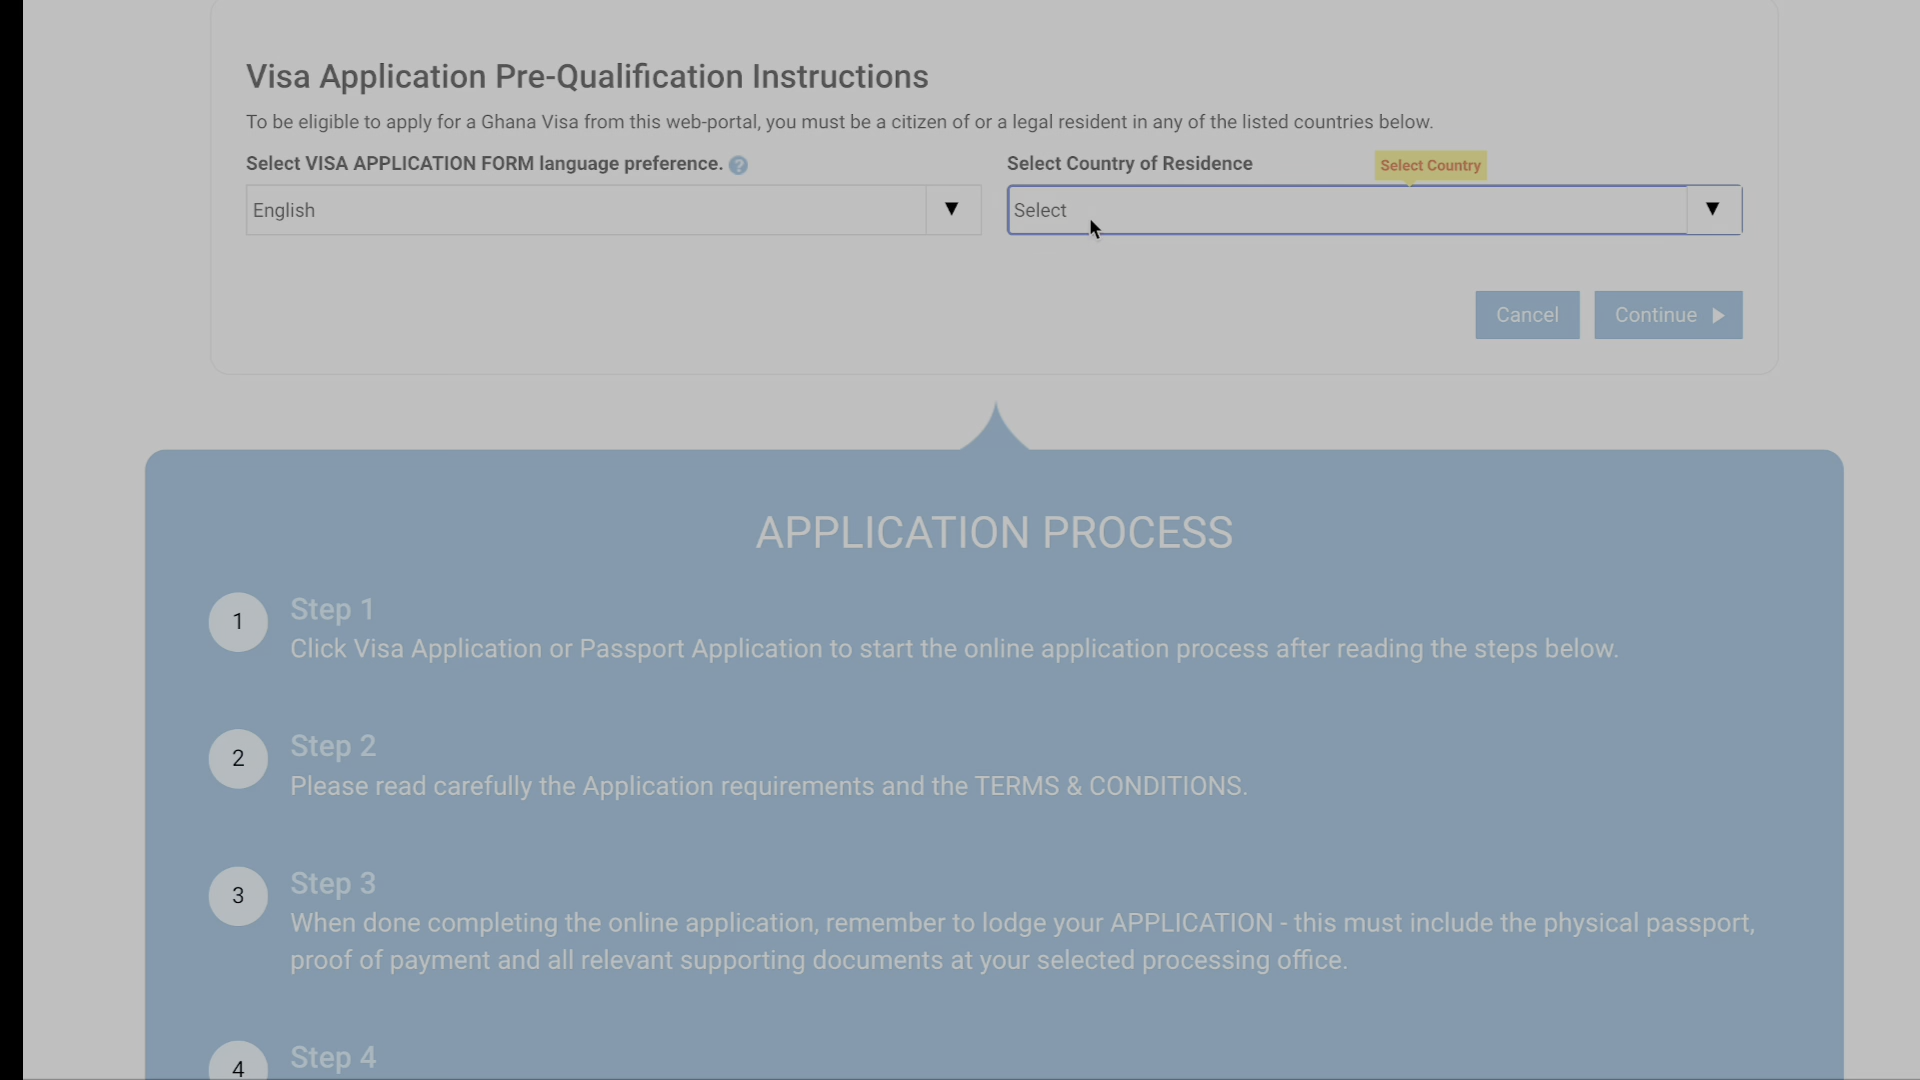 Visa Application Pre-Qualification Instructions
To be eligible to apply for a Ghana Visa from this web-portal, you must be a citizen of or a legal resident in any of the listed countries below.
Select VISA APPLICATION FORM language preference. ?
Select Country of Residence
Select Country
English
Select
Cancel
Continue
APPLICATION PROCESS
1
Step 1
Click Visa Application or Passport Application to start the online application process after reading the steps below.
2
Step 2
Please read carefully the Application requirements and the TERMS & CONDITIONS.
3
Step 3
When done completing the online application, remember to lodge your APPLICATION - this must include the physical passport,
proof of payment and all relevant supporting documents at your selected processing office.
4
Step 4